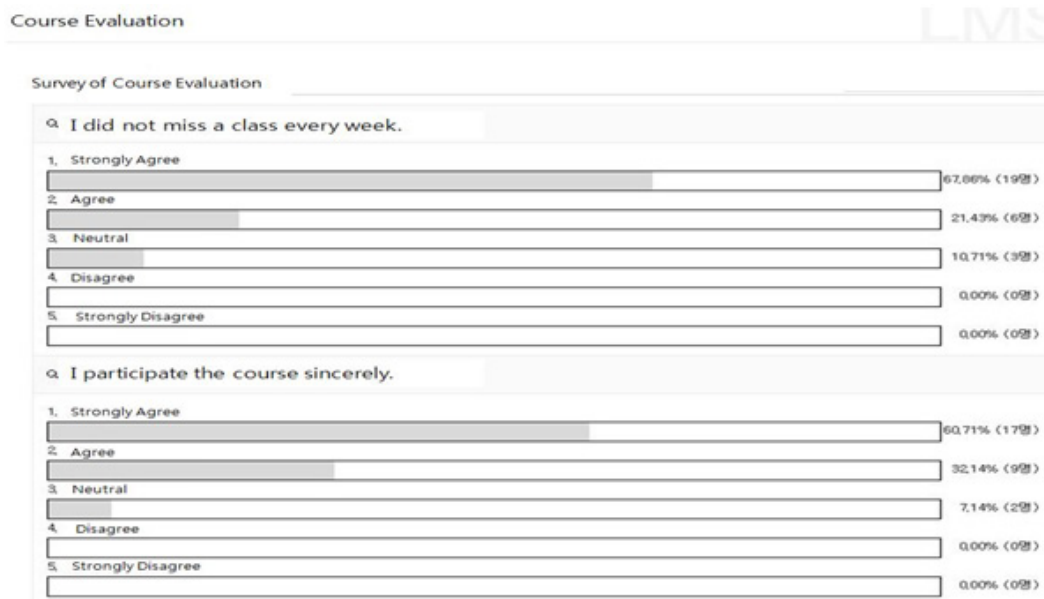 Course Evaluation
LMS
Survey of Course Evaluation
Q I did not miss a class every week.
1, Strongly Agree
67,86% (19명)
2, Agree
21,43% (6명)
3, Neutral
10,71% (3명)
4, Disagree
0,00% (0명)
5, Strongly Disagree
0,00% (0명)
Q I participate the course sincerely.
1, Strongly Agree
60,71% (17명)
2, Agree
32,14% (9명)
3, Neutral
7,14% (2명)
4, Disagree
0,00% (0명)
5, Strongly Disagree
0,00% (0명)